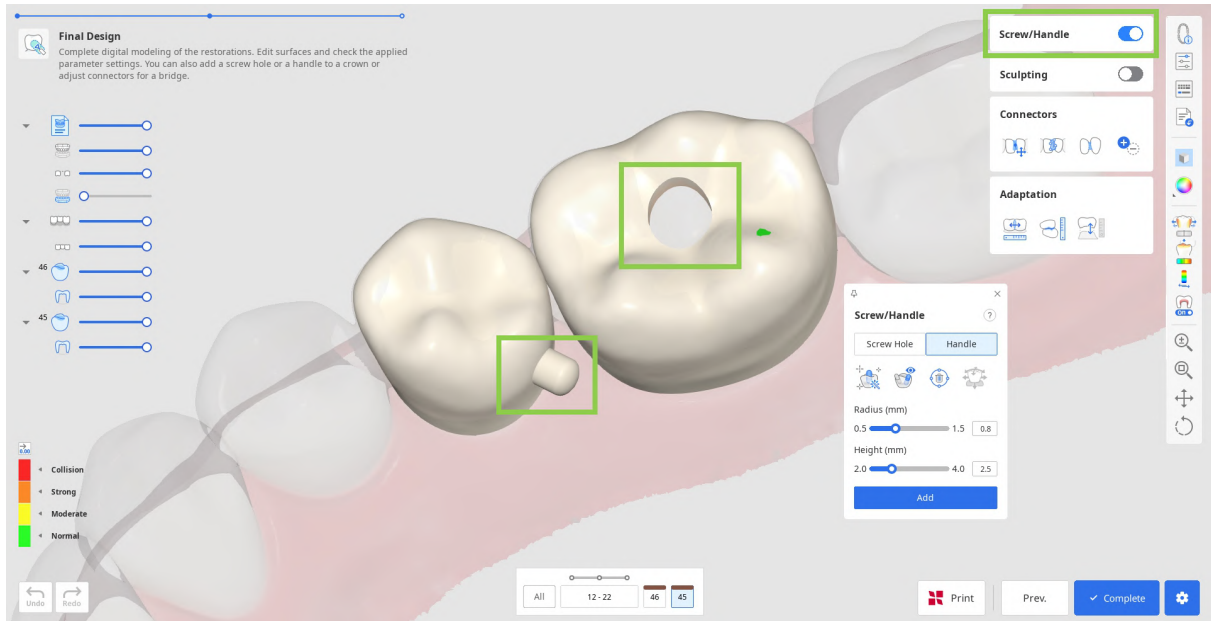 Final Design
Complete digital modeling of the restorations. Edit surfaces and check the applied
parameter settings. You can also add a screw hole or a handle to a crown or
adjust connectors for a bridge.
46
45
0.00
Collision
Strong
Moderate
Normal
Undo
Redo
Screw/Handle
Sculpting
Connectors
Adaptation
Screw/Handle
?
Screw Hole
Handle
Radius (mm)
0.5
1.5
0.8
Height (mm)
2.0
4.0
2.5
Add
ON
All
12 - 22
46
45
Print
Prev.
Complete